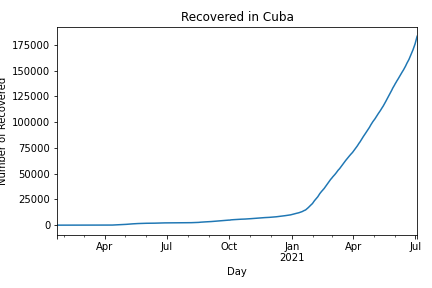 Recovered in Cuba
Number of Recovered
175000
150000
125000
100000
75000
50000
25000
0
Apr
Jul
Oct
Jan
2021
Apr
Jul
Day